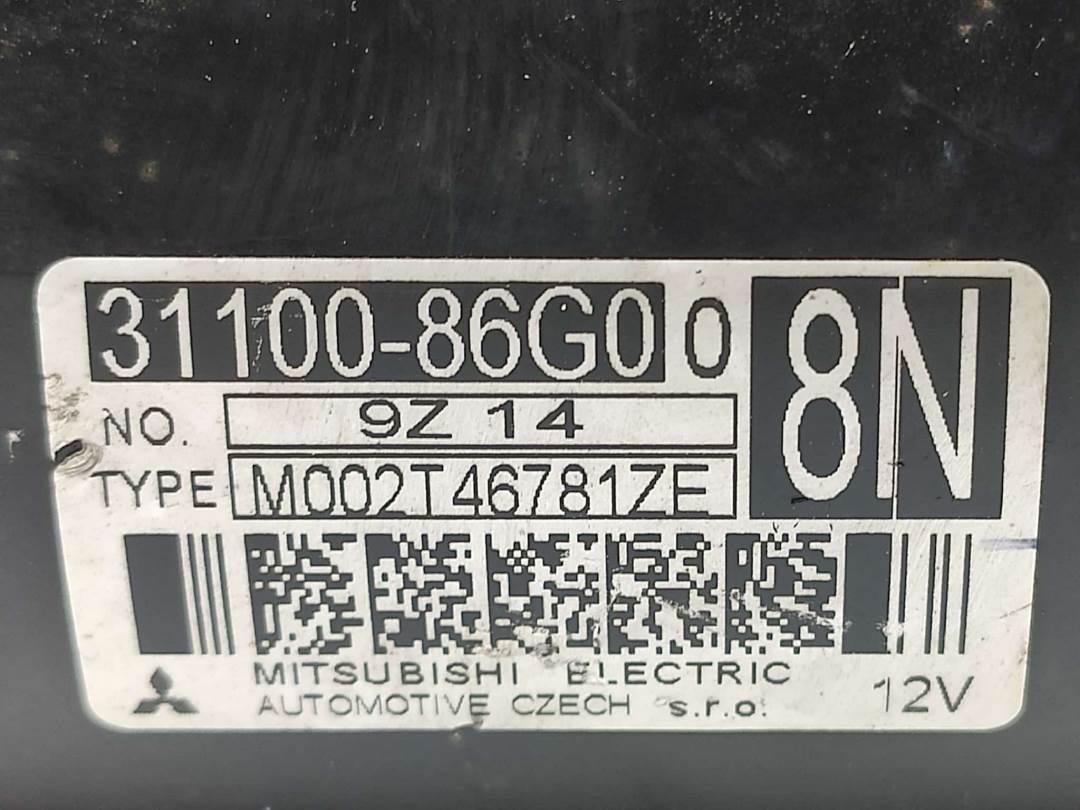 31100-86G00 8N
NO. 9Z 14
TYPE M002T46781ZE
MITSUBISHI ELECTRIC
AUTOMOTIVE CZECH s.r.o.
12V